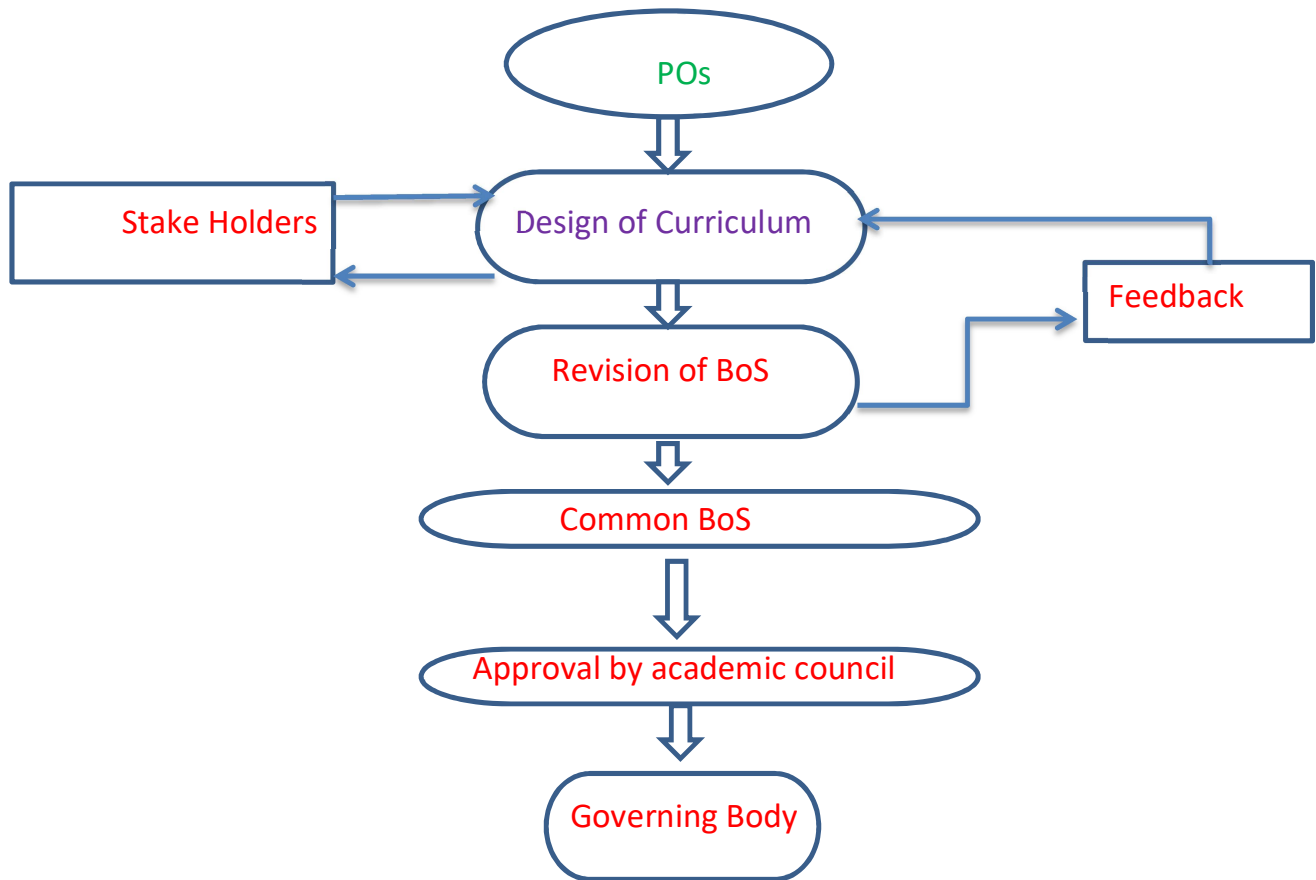 POs
Stake Holders
Design of Curriculum
Feedback
Revision of BoS
Common BoS
Approval by academic council
Governing Body